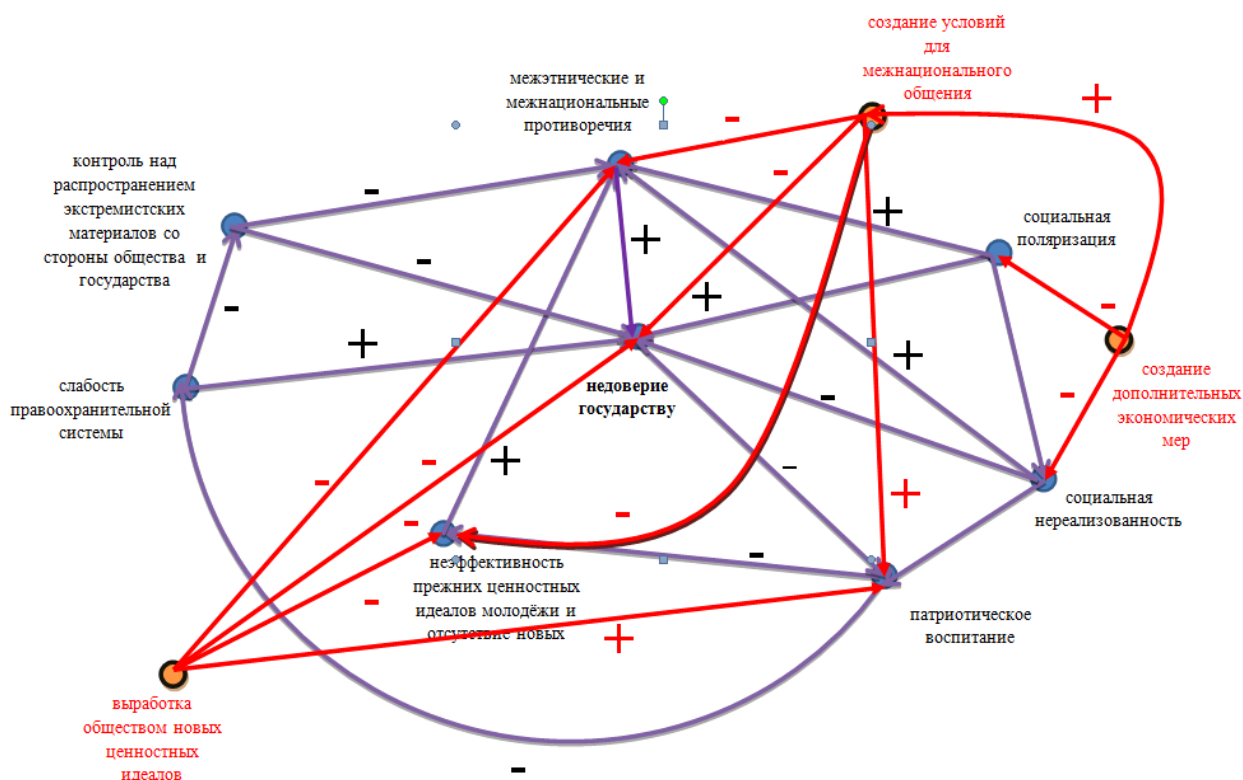 создание условий
для
межнационального
общения
межэтнические и
межнациональные
противоречия
контроль над
распространением
экстремистских
материалов со
стороны общества и
государства
социальная
поляризация
слабость
правоохранительной
системы
недоверие
государству
создание
дополнительных
экономических
мер
социальная
нереализованность
неэффективность
прежних ценностных
идеалов молодёжи и
отсутствие новых
патриотическое
воспитание
выработка
обществом новых
ценностных
идеалов